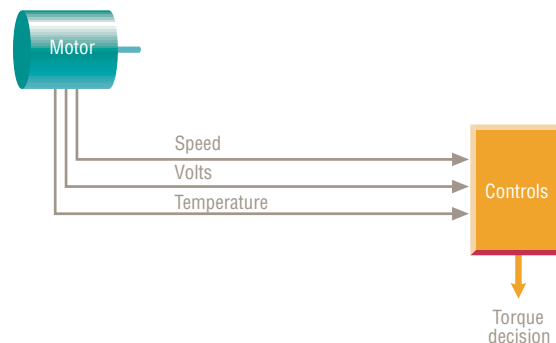 Motor
Speed
Volts
Temperature
Controls
Torque
decision